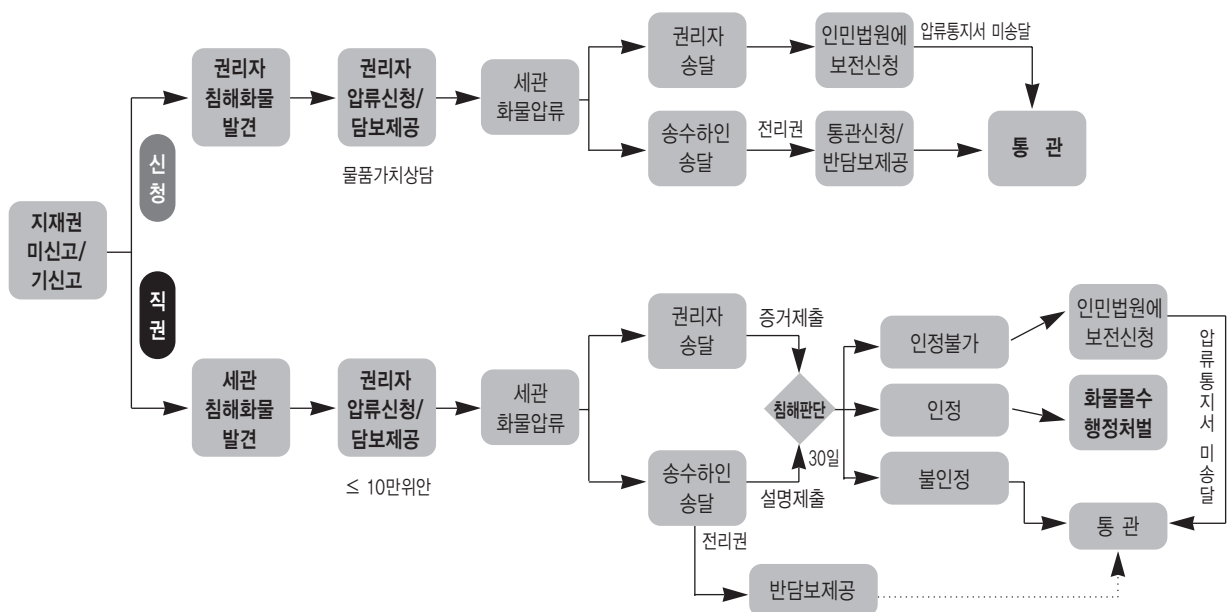 지재권
미신고/
기신고
신
청
권리자
침해화물
발견
권리자
압류신청/
담보제공
물품가치상담
세관
화물압류
권리자
송달
인민법원에
보전신청
압류통지서 미송달
송수하인
송달
전리권
통관신청/
반담보제공
통 관
직
권
세관
침해화물
발견
권리자
압류신청/
담보제공
≤ 10만위안
세관
화물압류
권리자
송달
증거제출
송수하인
송달
설명제출
침해판단
30일
인정불가
인민법원에
보전신청
압류통지서 미송달
인정
화물몰수
행정처벌
불인정
통 관
전리권
반담보제공